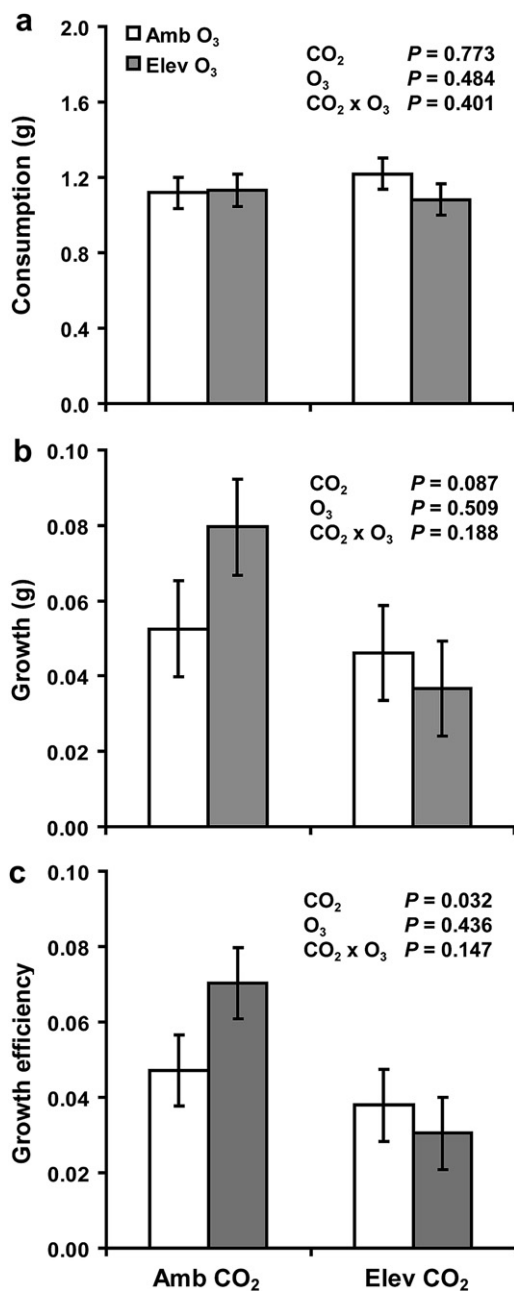 a
Amb O₃
Elev O₃
CO₂ P = 0.773
O₃ P = 0.484
CO₂ x O₃ P = 0.401
Consumption (g)
2.0
1.6
1.2
0.8
0.4
0.0
b
CO₂ P = 0.087
O₃ P = 0.509
CO₂ x O₃ P = 0.188
Growth (g)
0.10
0.08
0.06
0.04
0.02
0.00
c
CO₂ P = 0.032
O₃ P = 0.436
CO₂ x O₃ P = 0.147
Growth efficiency
0.10
0.08
0.06
0.04
0.02
0.00
Amb CO₂ Elev CO₂